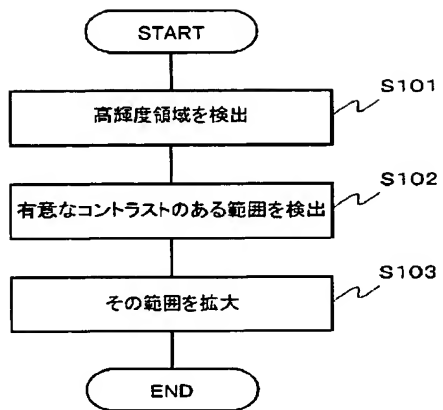 START
高輝度領域を検出
S101
有意なコントラストのある範囲を検出
S102
その範囲を拡大
S103
END